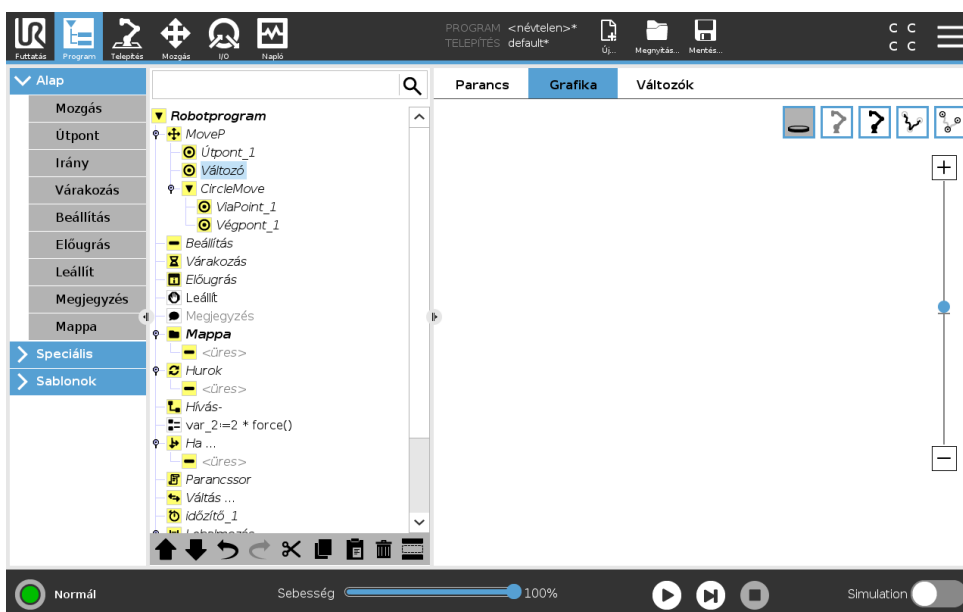 UR
Futtatás
Program
Telepítés
Mozgás
I/O
Napló
PROGRAM <névtelen>*
TELEPÍTÉS default*
Új...
Megnyitás...
Mentés...
C C
C C
Alap
Mozgás
Útpont
Irány
Várakozás
Beállítás
Előugrás
Leállít
Megjegyzés
Mappa
Speciális
Sablonok
Robotprogram
MoveP
Útpont_1
Változó
CircleMove
ViaPoint_1
Végpont_1
Beállítás
Várakozás
Előugrás
Leállít
Megjegyzés
Mappa
<üres>
Hurok
<üres>
Hívás-
var_2:=2 * force()
Ha ...
<üres>
Parancssor
Váltás ...
időzítő_1
Parancs
Grafika
Változók
Normál
Sebesség
100%
Simulation